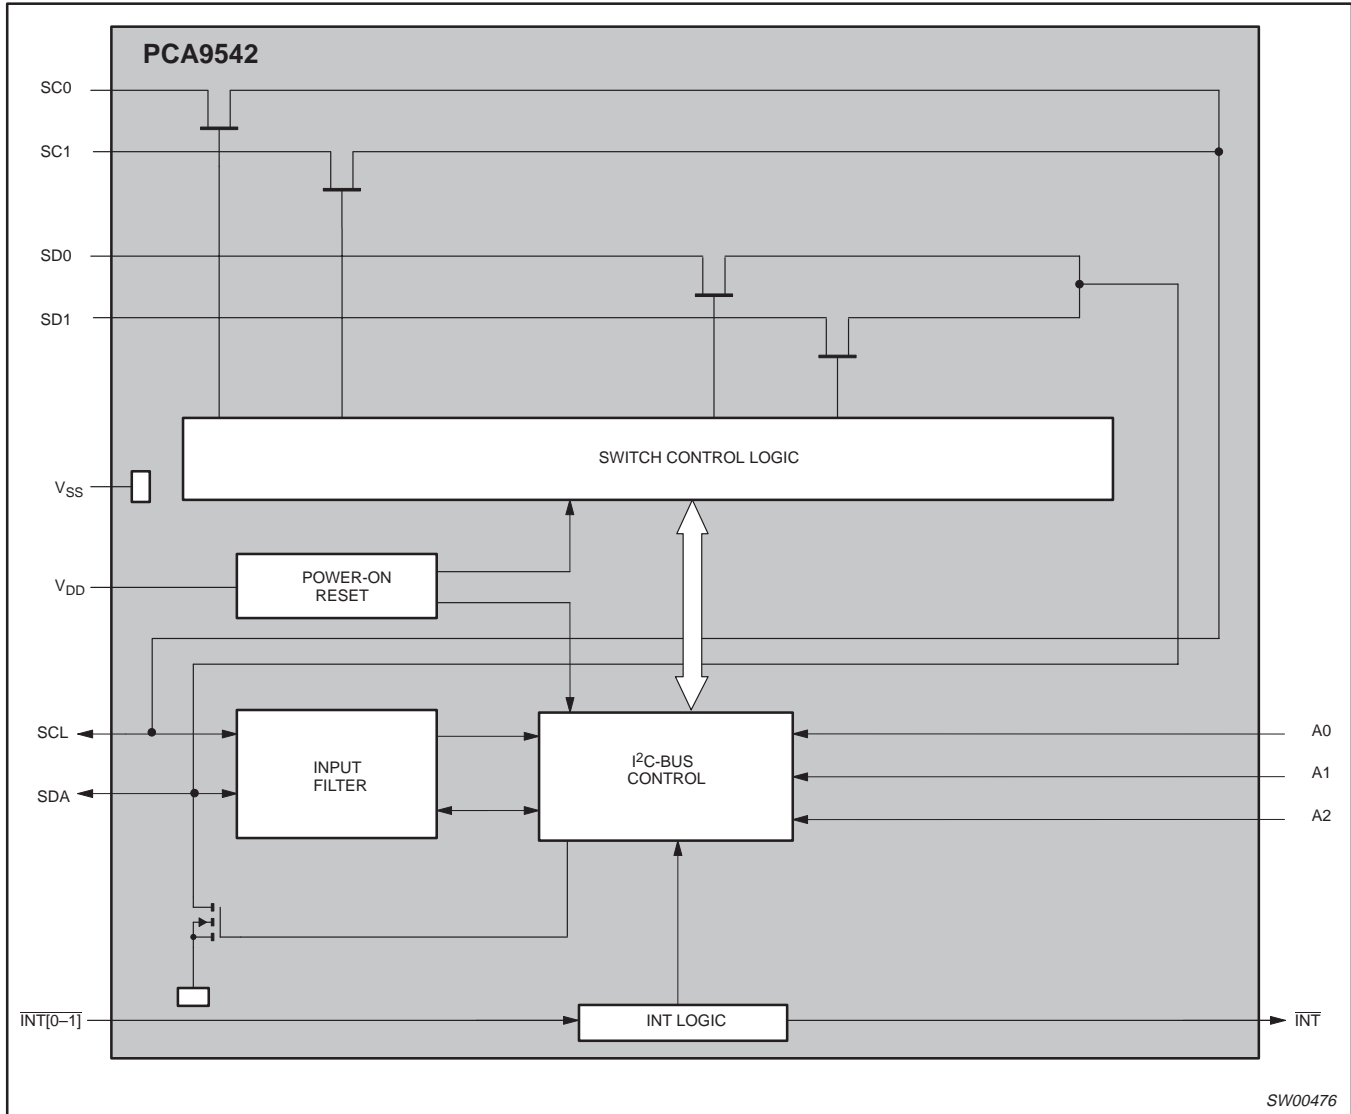 PCA9542
SC0
SC1
SD0
SD1
SWITCH CONTROL LOGIC
VSS
POWER-ON
RESET
VDD
SCL
SDA
INPUT
FILTER
I²C-BUS
CONTROL
A0
A1
A2
INT[0–1]
INT LOGIC
INT
SW00476